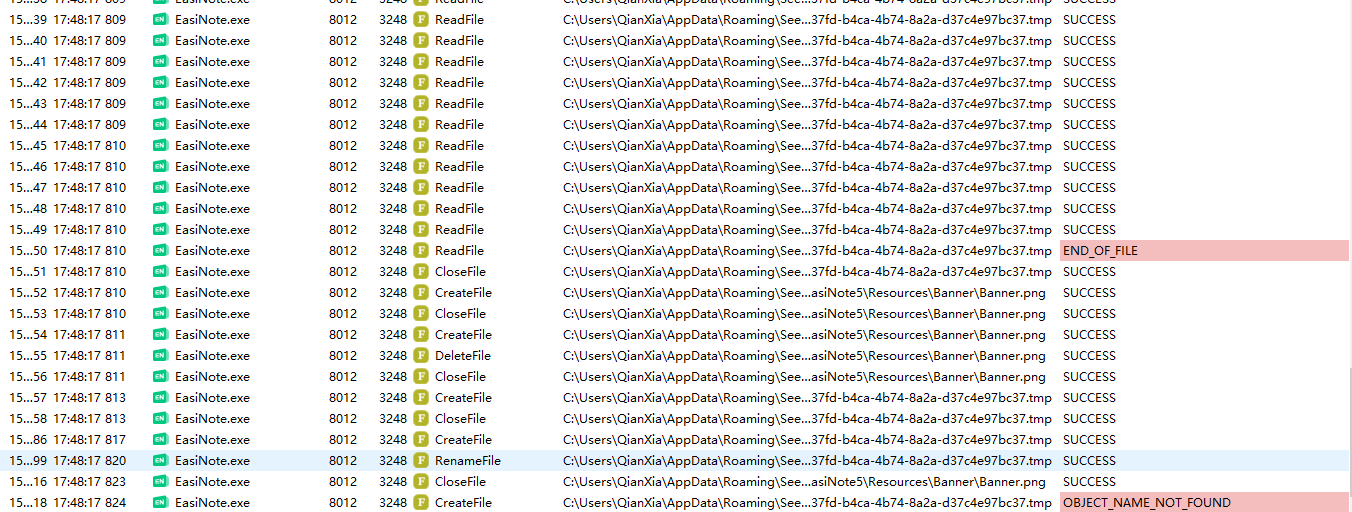 15...39 17:48:17 809 EN EasiNote.exe 8012 3248 F ReadFile C:\Users\QianXia\AppData\Roaming\See...37fd-b4ca-4b74-8a2a-d37c4e97bc37.tmp SUCCESS
15...40 17:48:17 809 EN EasiNote.exe 8012 3248 F ReadFile C:\Users\QianXia\AppData\Roaming\See...37fd-b4ca-4b74-8a2a-d37c4e97bc37.tmp SUCCESS
15...41 17:48:17 809 EN EasiNote.exe 8012 3248 F ReadFile C:\Users\QianXia\AppData\Roaming\See...37fd-b4ca-4b74-8a2a-d37c4e97bc37.tmp SUCCESS
15...42 17:48:17 809 EN EasiNote.exe 8012 3248 F ReadFile C:\Users\QianXia\AppData\Roaming\See...37fd-b4ca-4b74-8a2a-d37c4e97bc37.tmp SUCCESS
15...43 17:48:17 809 EN EasiNote.exe 8012 3248 F ReadFile C:\Users\QianXia\AppData\Roaming\See...37fd-b4ca-4b74-8a2a-d37c4e97bc37.tmp SUCCESS
15...44 17:48:17 809 EN EasiNote.exe 8012 3248 F ReadFile C:\Users\QianXia\AppData\Roaming\See...37fd-b4ca-4b74-8a2a-d37c4e97bc37.tmp SUCCESS
15...45 17:48:17 810 EN EasiNote.exe 8012 3248 F ReadFile C:\Users\QianXia\AppData\Roaming\See...37fd-b4ca-4b74-8a2a-d37c4e97bc37.tmp SUCCESS
15...46 17:48:17 810 EN EasiNote.exe 8012 3248 F ReadFile C:\Users\QianXia\AppData\Roaming\See...37fd-b4ca-4b74-8a2a-d37c4e97bc37.tmp SUCCESS
15...47 17:48:17 810 EN EasiNote.exe 8012 3248 F ReadFile C:\Users\QianXia\AppData\Roaming\See...37fd-b4ca-4b74-8a2a-d37c4e97bc37.tmp SUCCESS
15...48 17:48:17 810 EN EasiNote.exe 8012 3248 F ReadFile C:\Users\QianXia\AppData\Roaming\See...37fd-b4ca-4b74-8a2a-d37c4e97bc37.tmp SUCCESS
15...49 17:48:17 810 EN EasiNote.exe 8012 3248 F ReadFile C:\Users\QianXia\AppData\Roaming\See...37fd-b4ca-4b74-8a2a-d37c4e97bc37.tmp SUCCESS
15...50 17:48:17 810 EN EasiNote.exe 8012 3248 F ReadFile C:\Users\QianXia\AppData\Roaming\See...37fd-b4ca-4b74-8a2a-d37c4e97bc37.tmp END_OF_FILE
15...51 17:48:17 810 EN EasiNote.exe 8012 3248 F CloseFile C:\Users\QianXia\AppData\Roaming\See...37fd-b4ca-4b74-8a2a-d37c4e97bc37.tmp SUCCESS
15...52 17:48:17 810 EN EasiNote.exe 8012 3248 F CreateFile C:\Users\QianXia\AppData\Roaming\See...asiNote5\Resources\Banner\Banner.png SUCCESS
15...53 17:48:17 810 EN EasiNote.exe 8012 3248 F CloseFile C:\Users\QianXia\AppData\Roaming\See...asiNote5\Resources\Banner\Banner.png SUCCESS
15...54 17:48:17 811 EN EasiNote.exe 8012 3248 F CreateFile C:\Users\QianXia\AppData\Roaming\See...asiNote5\Resources\Banner\Banner.png SUCCESS
15...55 17:48:17 811 EN EasiNote.exe 8012 3248 F DeleteFile C:\Users\QianXia\AppData\Roaming\See...asiNote5\Resources\Banner\Banner.png SUCCESS
15...56 17:48:17 811 EN EasiNote.exe 8012 3248 F CloseFile C:\Users\QianXia\AppData\Roaming\See...asiNote5\Resources\Banner\Banner.png SUCCESS
15...57 17:48:17 813 EN EasiNote.exe 8012 3248 F CreateFile C:\Users\QianXia\AppData\Roaming\See...37fd-b4ca-4b74-8a2a-d37c4e97bc37.tmp SUCCESS
15...58 17:48:17 813 EN EasiNote.exe 8012 3248 F CloseFile C:\Users\QianXia\AppData\Roaming\See...37fd-b4ca-4b74-8a2a-d37c4e97bc37.tmp SUCCESS
15...86 17:48:17 817 EN EasiNote.exe 8012 3248 F CreateFile C:\Users\QianXia\AppData\Roaming\See...37fd-b4ca-4b74-8a2a-d37c4e97bc37.tmp SUCCESS
15...99 17:48:17 820 EN EasiNote.exe 8012 3248 F RenameFile C:\Users\QianXia\AppData\Roaming\See...37fd-b4ca-4b74-8a2a-d37c4e97bc37.tmp SUCCESS
15...16 17:48:17 823 EN EasiNote.exe 8012 3248 F CloseFile C:\Users\QianXia\AppData\Roaming\See...asiNote5\Resources\Banner\Banner.png SUCCESS
15...18 17:48:17 824 EN EasiNote.exe 8012 3248 F CreateFile C:\Users\QianXia\AppData\Roaming\See...37fd-b4ca-4b74-8a2a-d37c4e97bc37.tmp OBJECT_NAME_NOT_FOUND